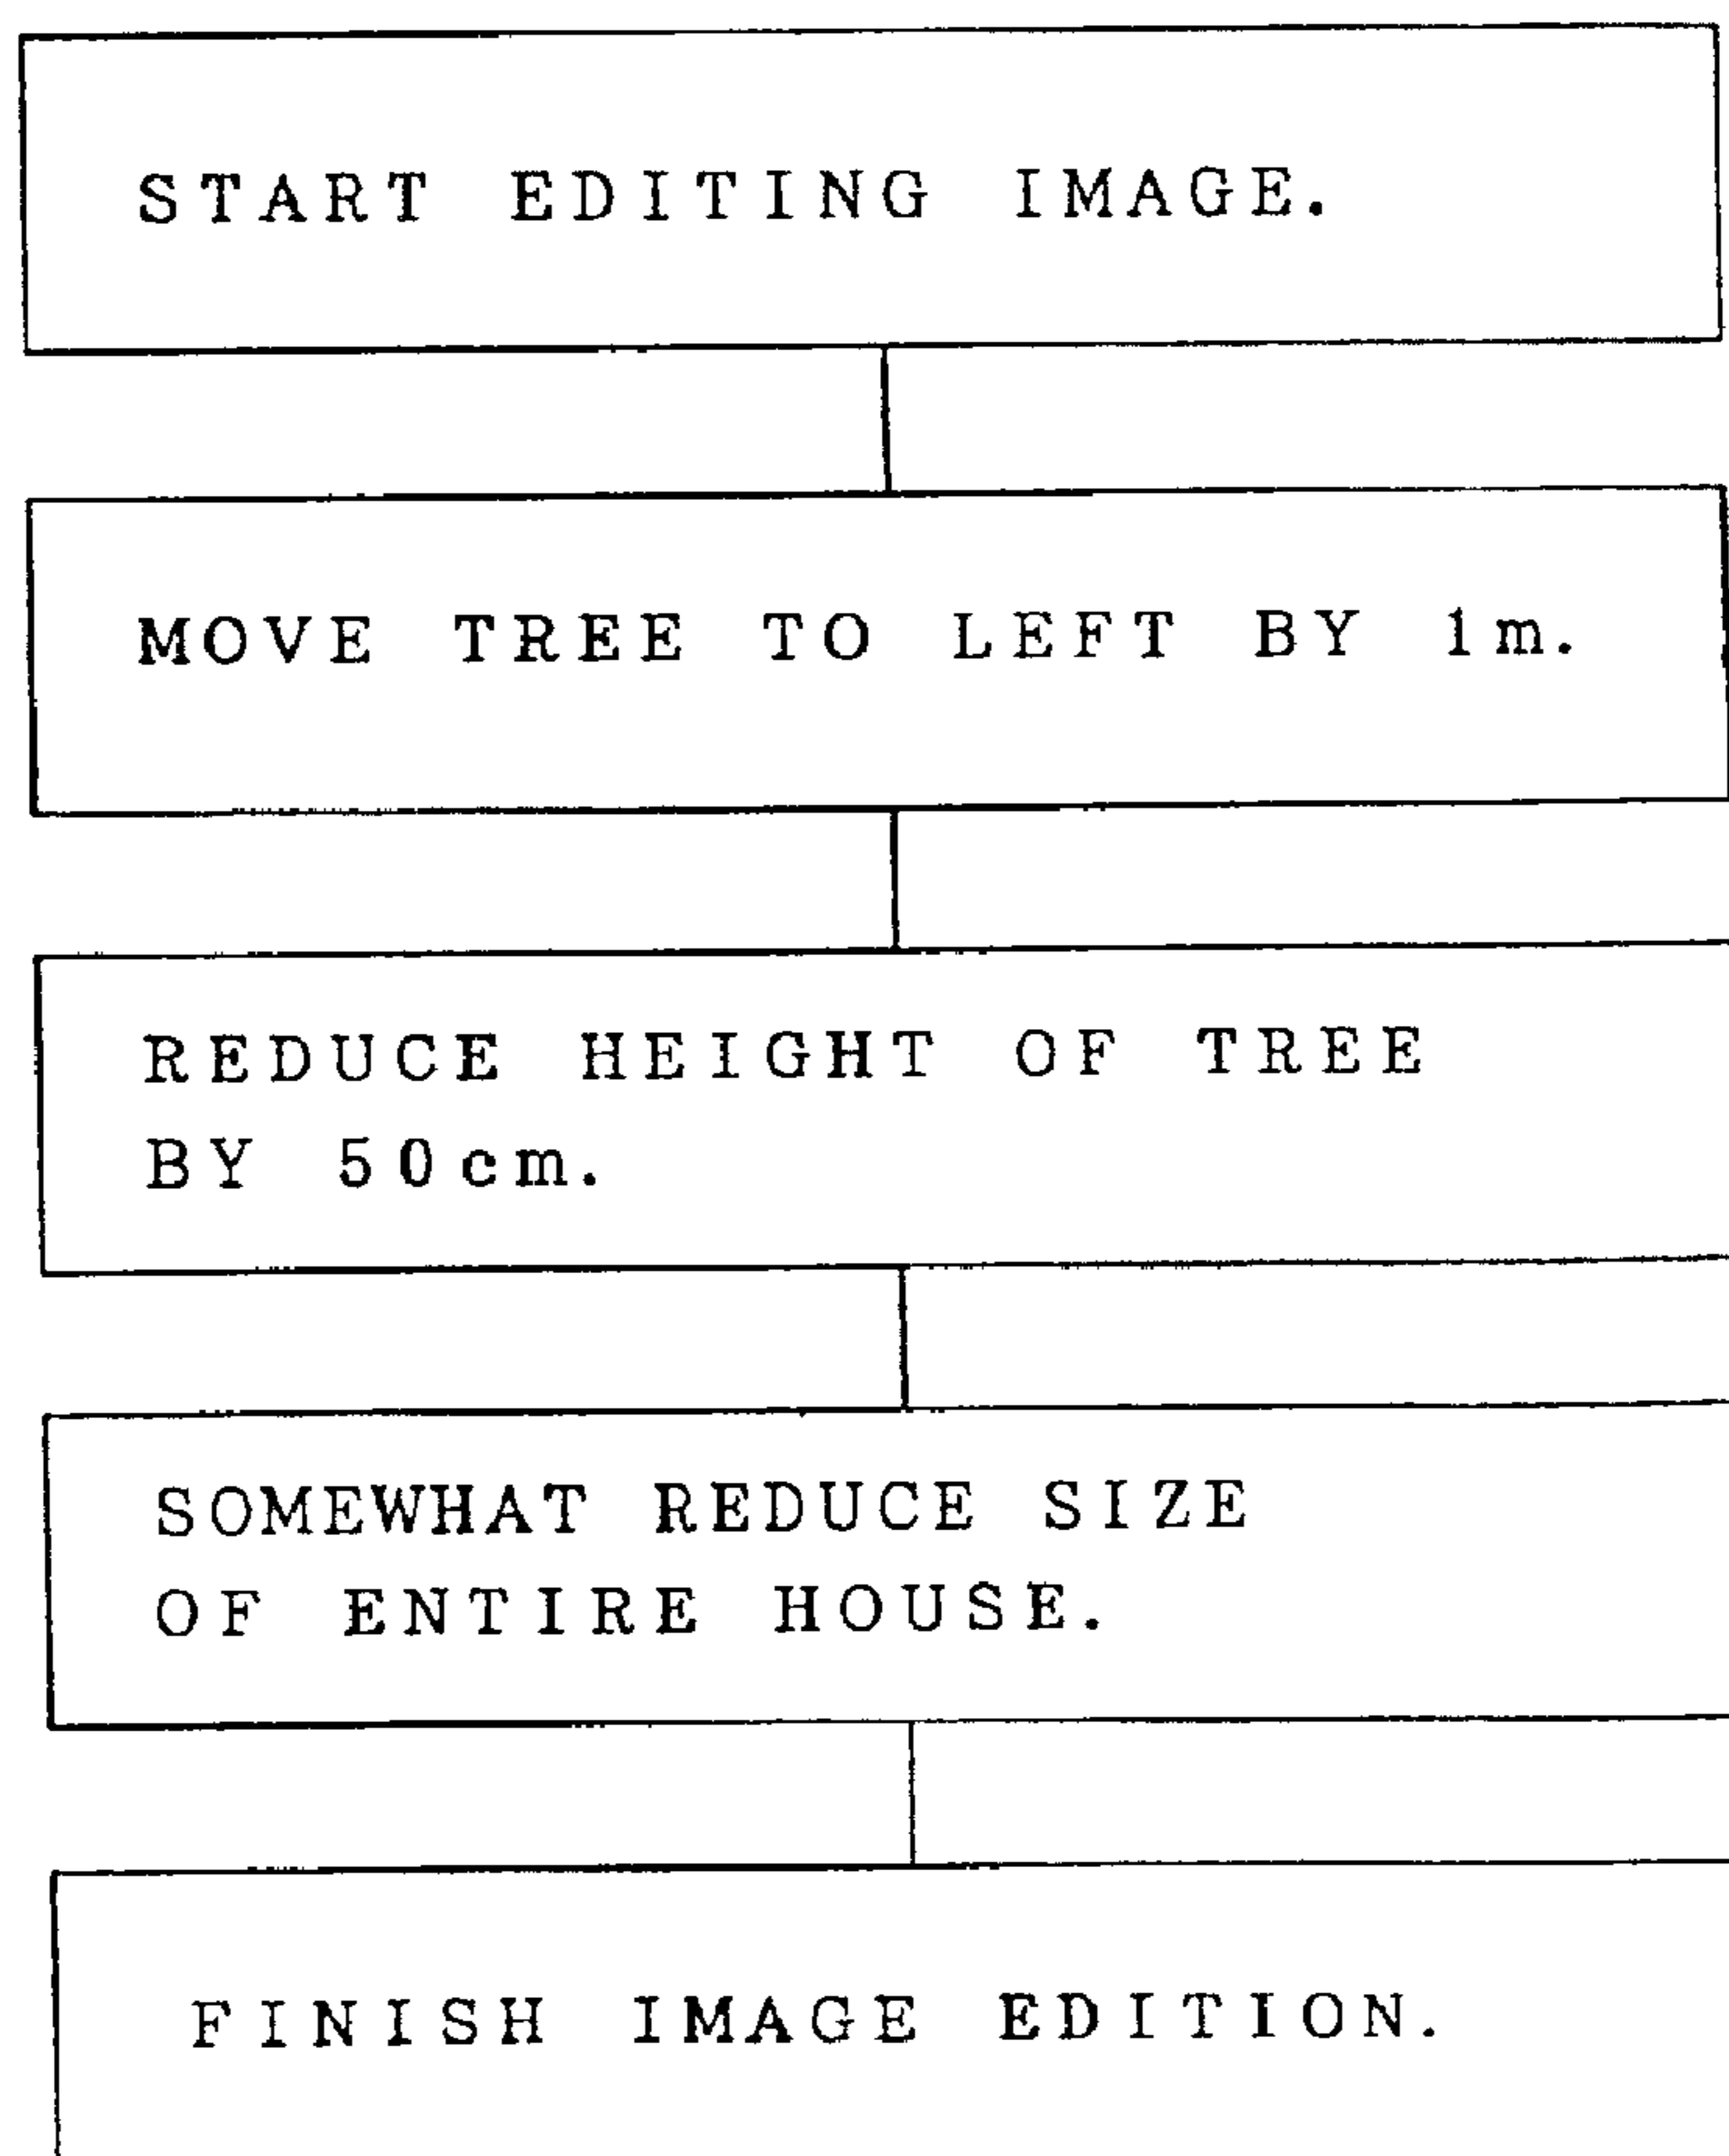 START EDITING IMAGE.
MOVE TREE TO LEFT BY 1m.
REDUCE HEIGHT OF TREE
BY 50cm.
SOMEWHAT REDUCE SIZE
OF ENTIRE HOUSE.
FINISH IMAGE EDITION.